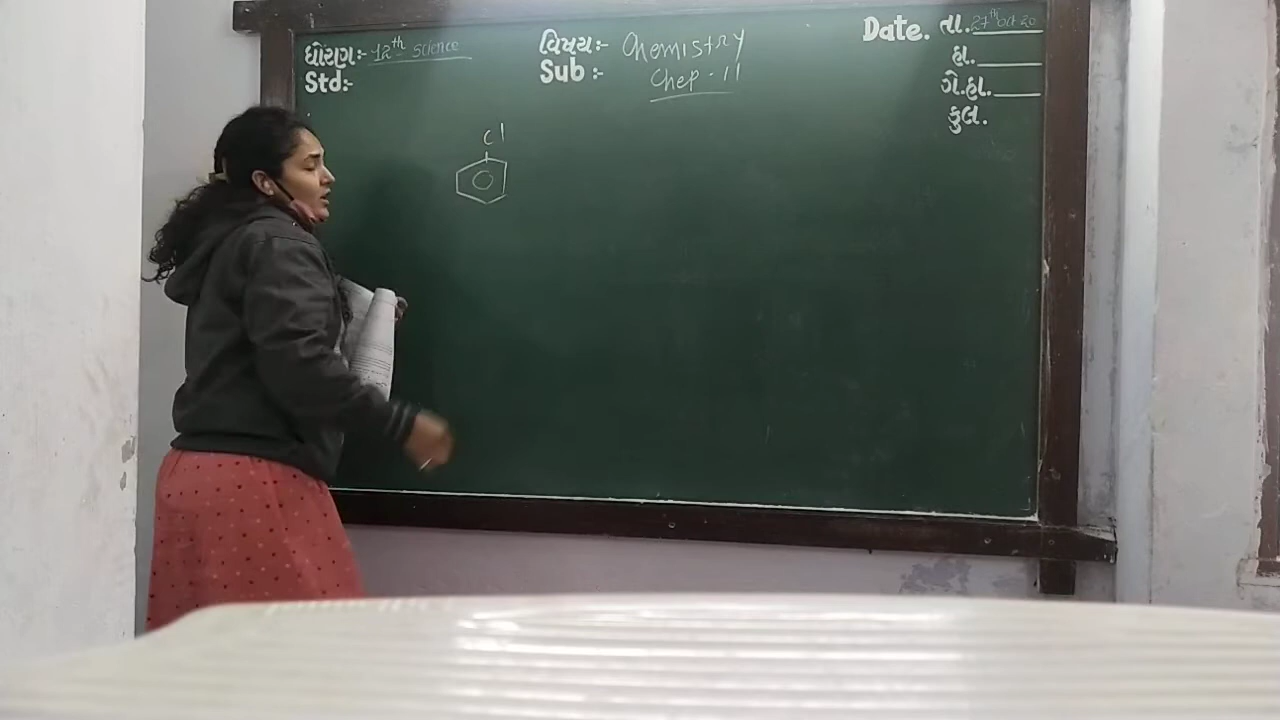 ધોરણ:- 12th Science
Std:-
વિષય:- Chemistry
Sub:- Chep-11
Date. તા. 27th Oct 20
હા.
ગે.હા.
કુલ.
Cl